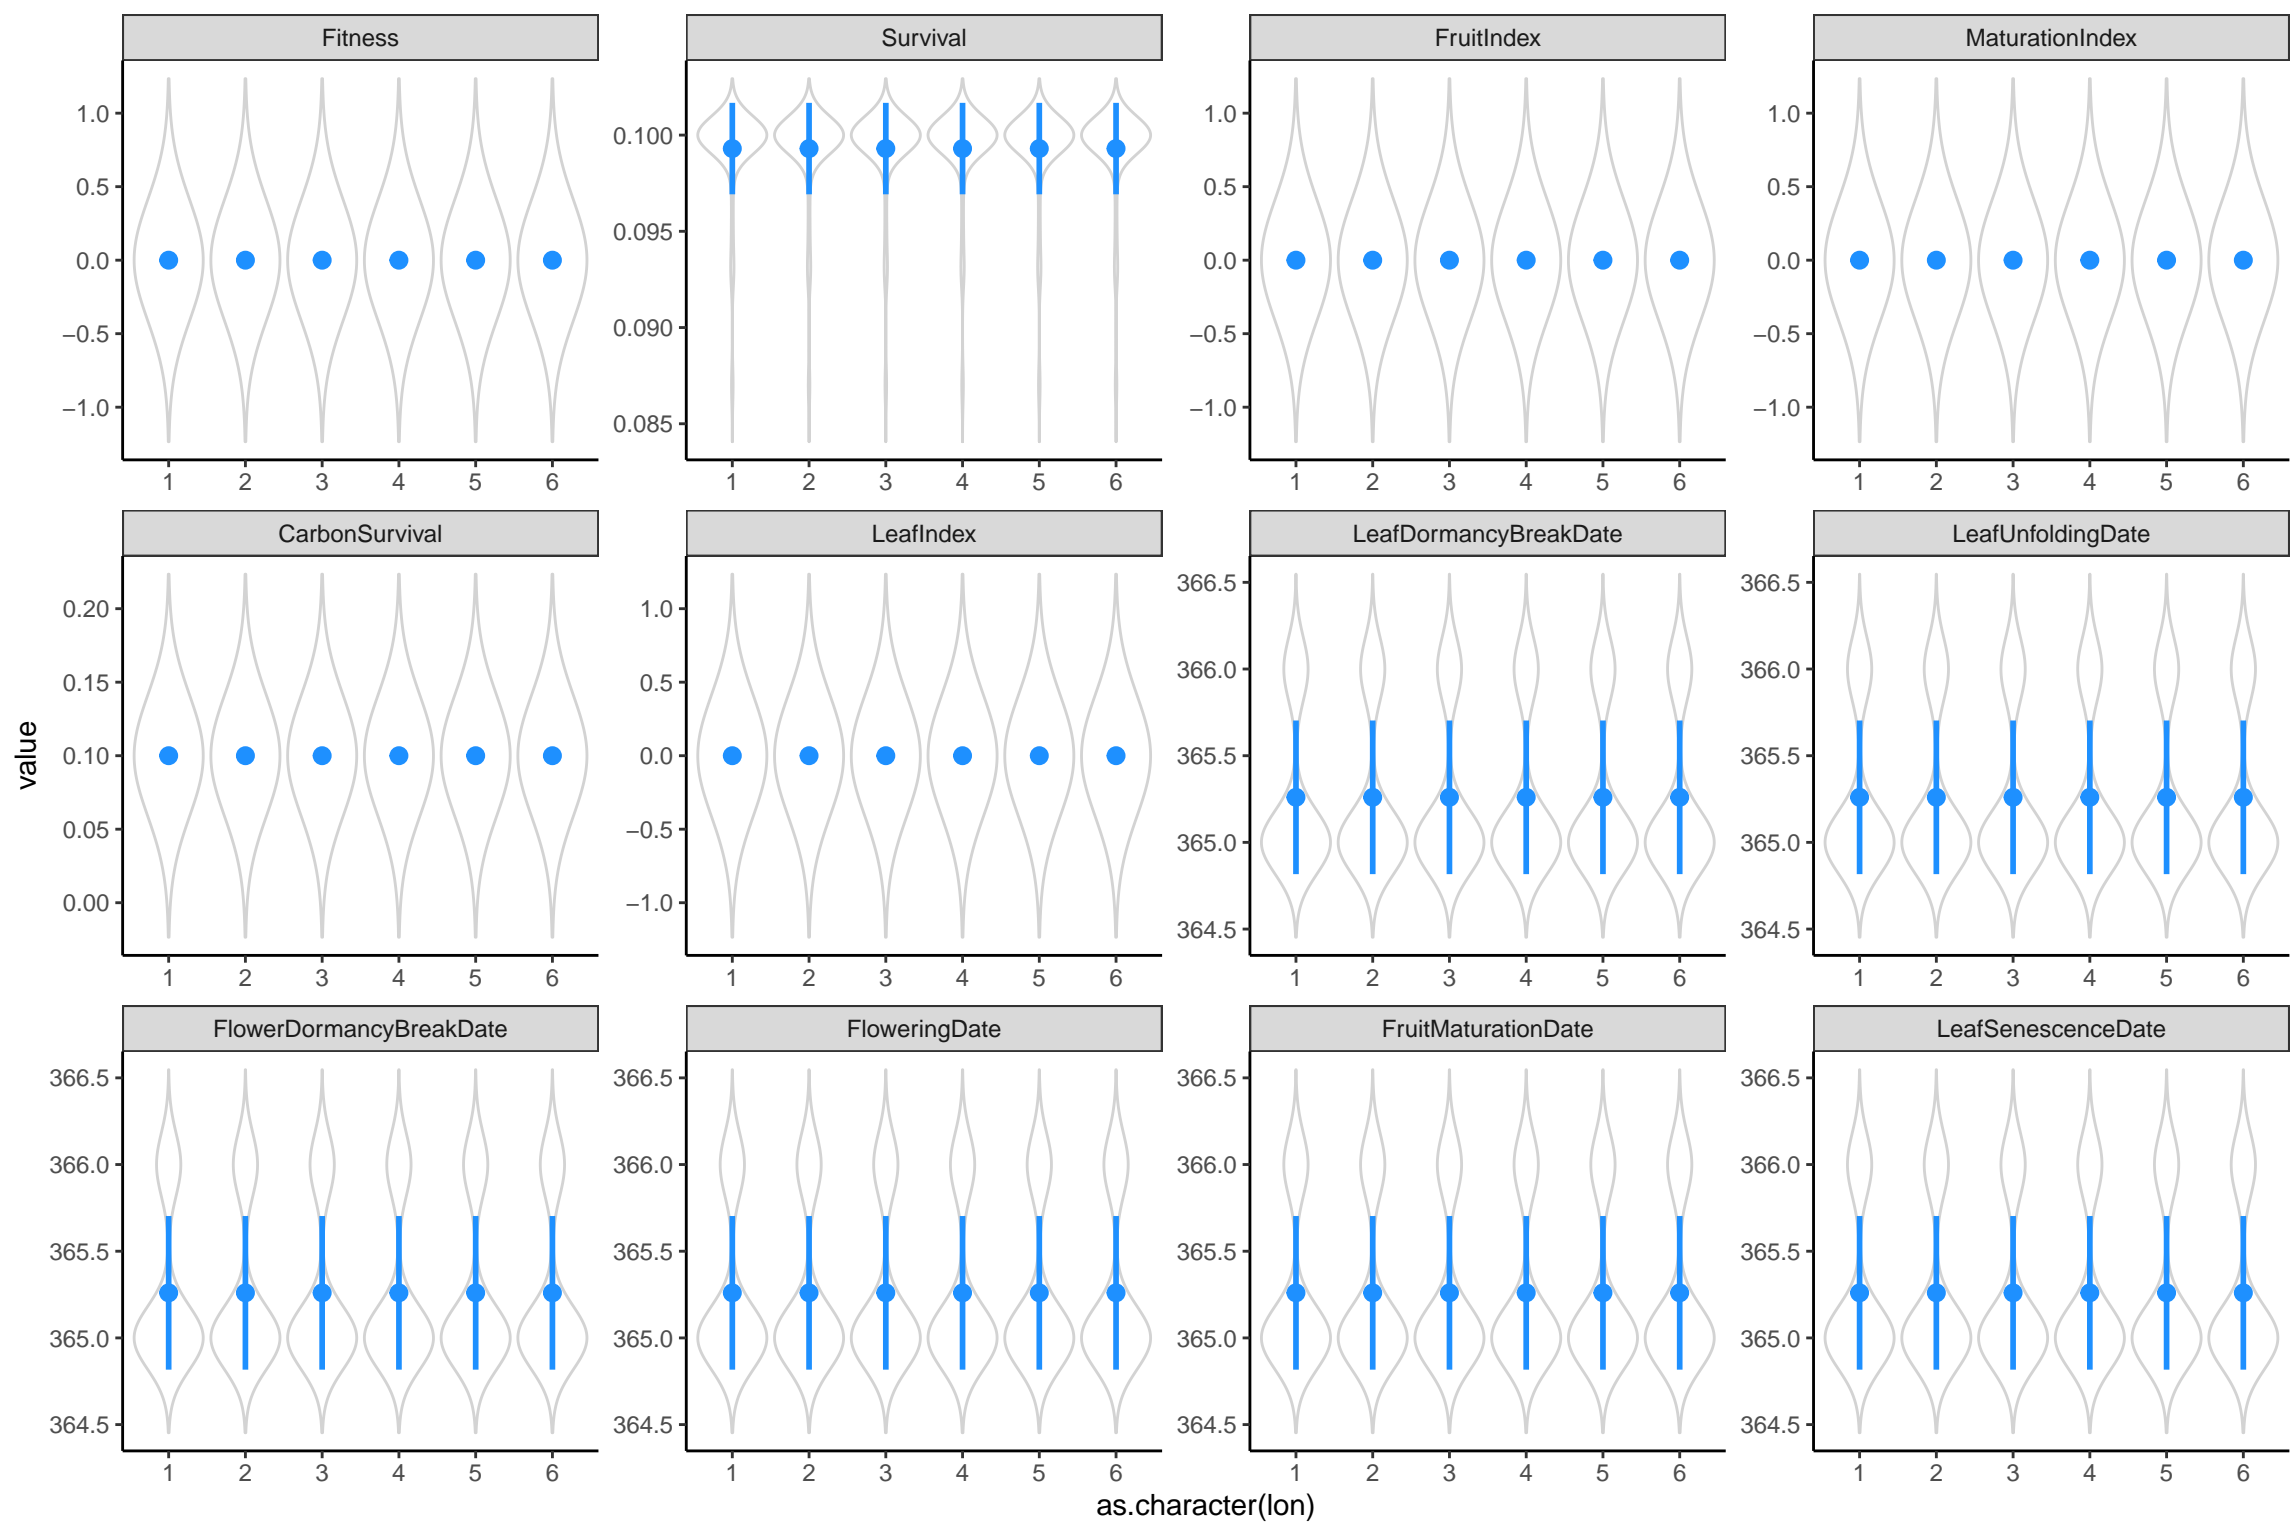 Fitness Survival FruitIndex MaturationIndex
1.0 0.5 0.0 −0.5 −1.0
0.100 0.095 0.090 0.085
1.0 0.5 0.0 −0.5 −1.0
1.0 0.5 0.0 −0.5 −1.0
1 2 3 4 5 6 1 2 3 4 5 6 1 2 3 4 5 6 1 2 3 4 5 6
CarbonSurvival LeafIndex LeafDormancyBreakDate LeafUnfoldingDate
0.20 0.15 0.10 0.05 0.00
1.0 0.5 0.0 −0.5 −1.0
366.5 366.0 365.5 365.0 364.5
366.5 366.0 365.5 365.0 364.5
1 2 3 4 5 6 1 2 3 4 5 6 1 2 3 4 5 6 1 2 3 4 5 6
value
FlowerDormancyBreakDate FloweringDate FruitMaturationDate LeafSenescenceDate
366.5 366.0 365.5 365.0 364.5
366.5 366.0 365.5 365.0 364.5
366.5 366.0 365.5 365.0 364.5
366.5 366.0 365.5 365.0 364.5
1 2 3 4 5 6 1 2 3 4 5 6 1 2 3 4 5 6 1 2 3 4 5 6
as.character(lon)